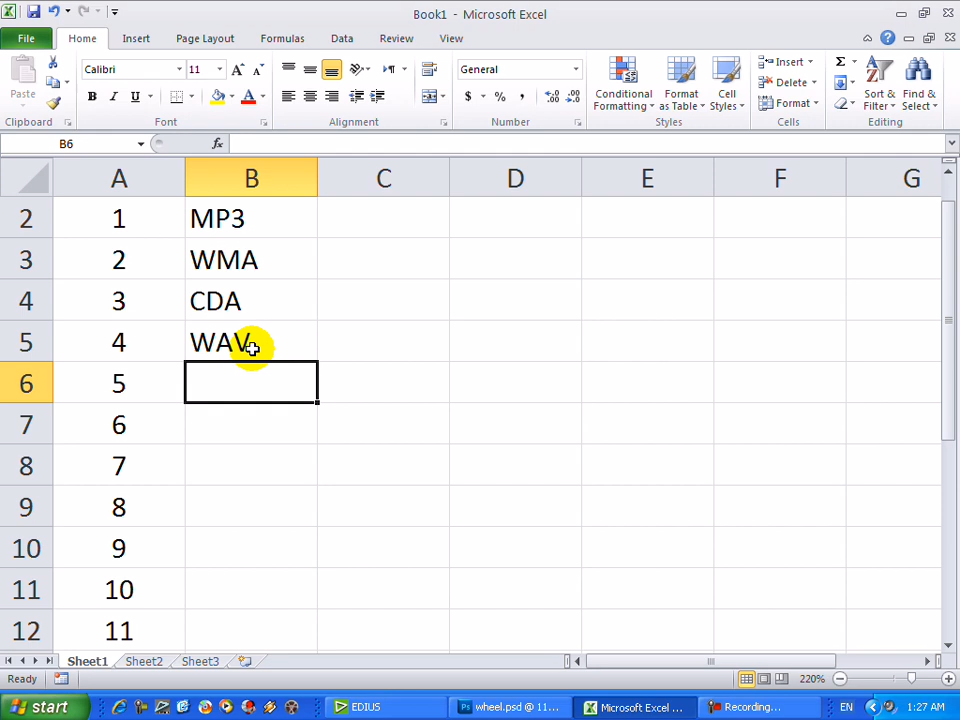 Book1 - Microsoft Excel
File Home Insert Page Layout Formulas Data Review View
Paste
Calibri 11
B I U A
General
$ % ,
Conditional Formatting
Format as Table
Cell Styles
Insert
Delete
Format
Σ
Sort & Filter
Find & Select
Clipboard Font Alignment Number Styles Cells Editing
B6 fx
A B C D E F G
2 1 MP3
3 2 WMA
4 3 CDA
5 4 WAV
6 5
7 6
8 7
9 8
10 9
11 10
12 11
Sheet1 Sheet2 Sheet3
Ready 220%
start EDIUS wheel.psd @ 11... Microsoft Excel ... Recording... EN 1:27 AM